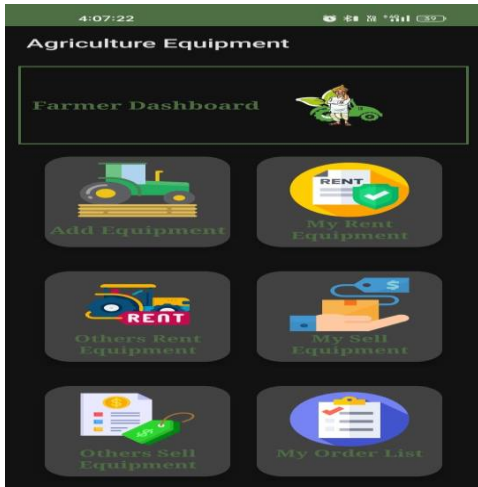 4:07:22
89
Agriculture Equipment
Farmer Dashboard
Add Equipment
RENT
My Rent
Equipment
RENT
Others Rent
Equipment
$
My Sell
Equipment
$
Others Sell
Equipment
My Order List